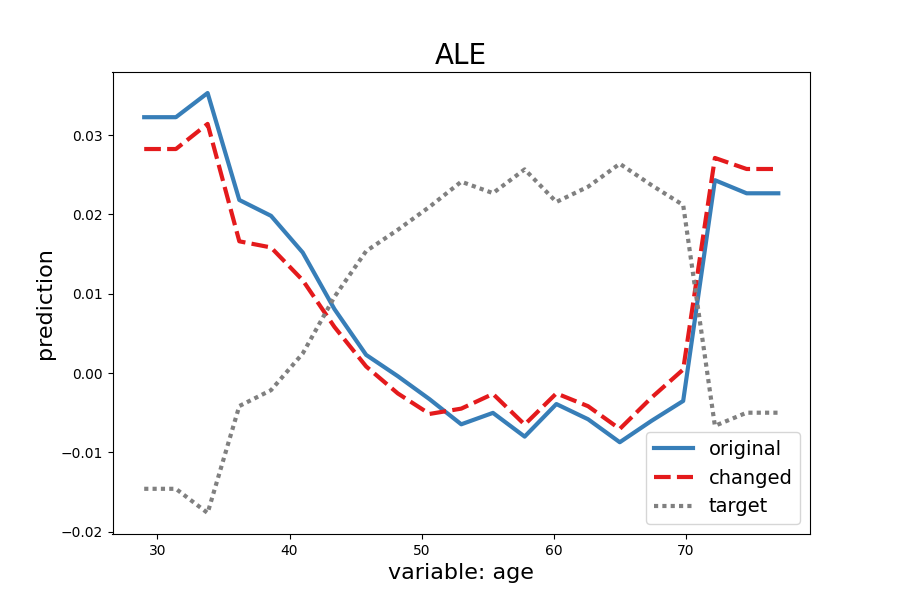 ALE
prediction
0.03
0.02
0.01
0.00
−0.01
−0.02
30 40 50 60 70
variable: age
original
changed
target